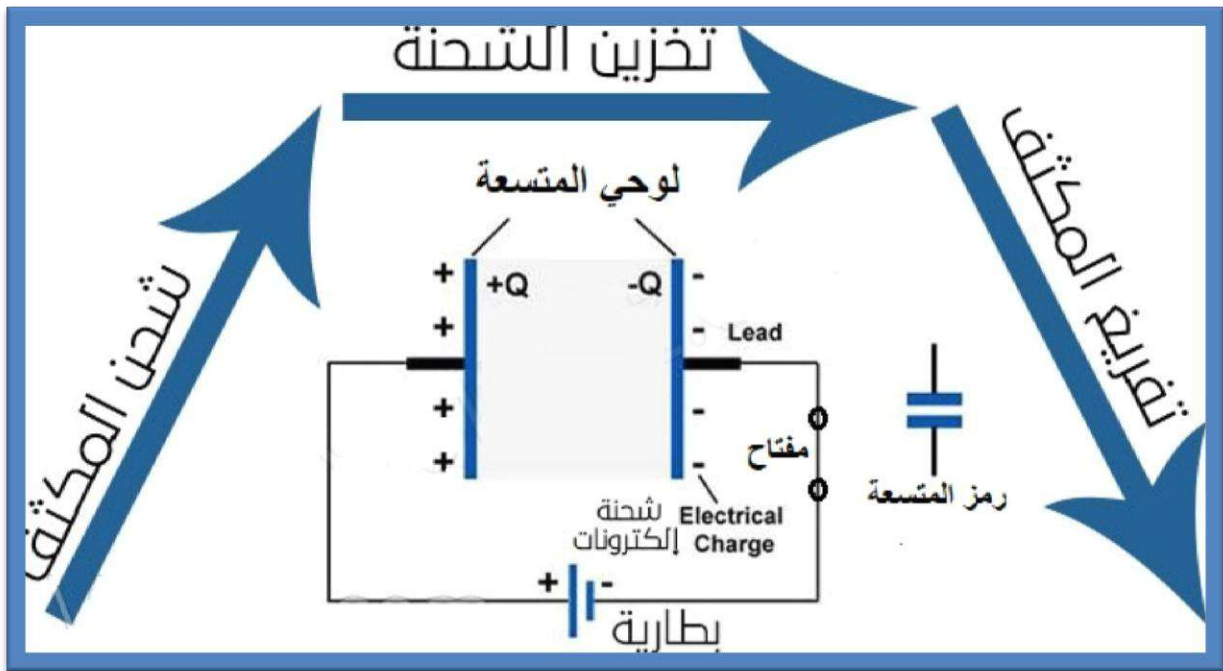 تخزين الشحنة
شحن المكثف
تفريغ المكثف
لوحي المتسعة
+ +Q -Q -
+ -
Lead
+ -
+ -
مفتاح
رمز المتسعة
شحنة
إلكترونات
Electrical
Charge
+ -
بطارية